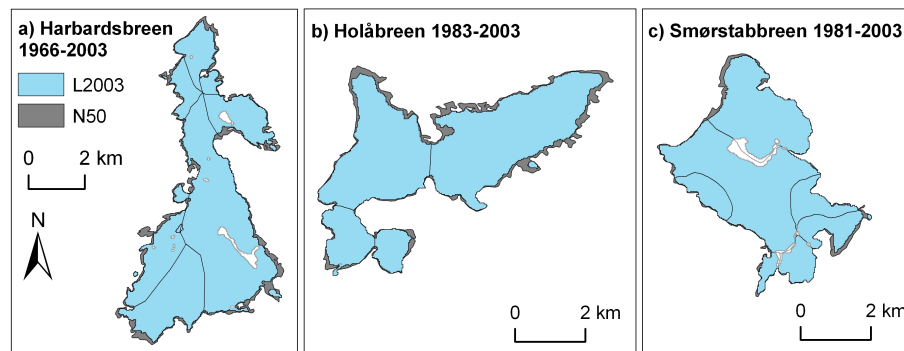 a) Harbardsbreen
1966-2003
L2003
N50
0 2 km
N
b) Holåbreen 1983-2003
0 2 km
c) Smørstabbreen 1981-2003
0 2 km